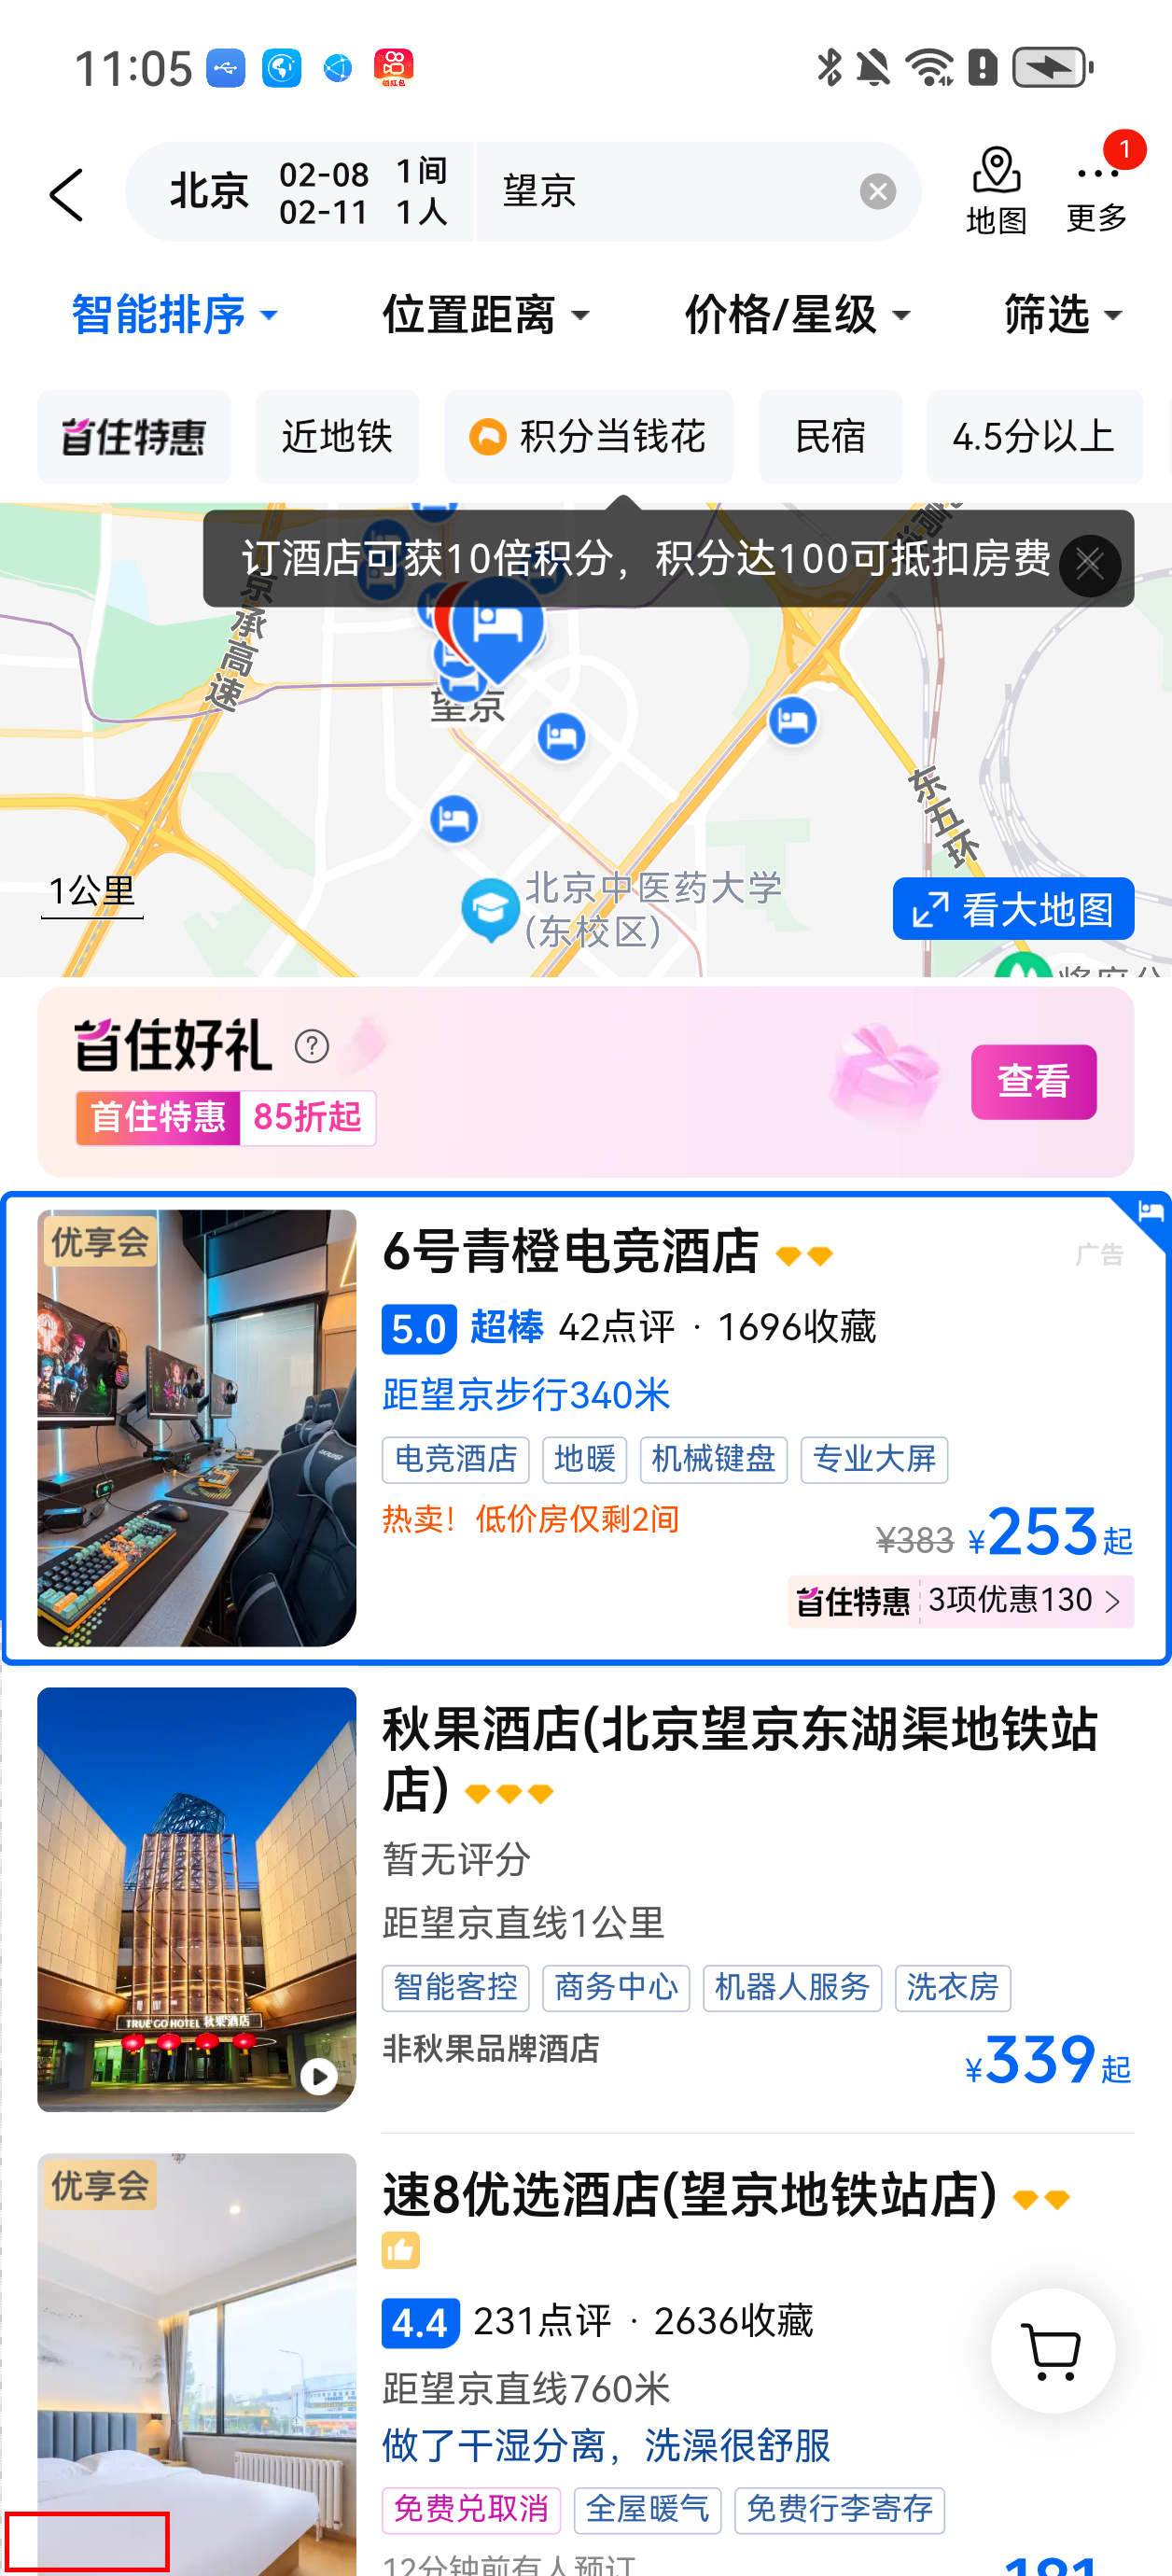 11:05
领红包
北京
02-08
02-11
1间
1人
望京
地图
更多
1
智能排序
位置距离
价格/星级
筛选
首住特惠
近地铁
积分当钱花
民宿
4.5分以上
订酒店可获10倍积分，积分达100可抵扣房费
京承高速
望京
东五环
1公里
北京中医药大学
(东校区)
看大地图
首住好礼
首住特惠 85折起
查看
优享会
6号青橙电竞酒店
广告
5.0 超棒 42点评 · 1696收藏
距望京步行340米
电竞酒店 地暖 机械键盘 专业大屏
热卖！低价房仅剩2间
¥383 ¥253起
首住特惠 3项优惠130 >
秋果酒店(北京望京东湖渠地铁站
店)
暂无评分
距望京直线1公里
智能客控 商务中心 机器人服务 洗衣房
TRUE GO HOTEL 秋果酒店
非秋果品牌酒店
¥339起
优享会
速8优选酒店(望京地铁站店)
4.4 231点评 · 2636收藏
距望京直线760米
做了干湿分离，洗澡很舒服
免费兑取消 全屋暖气 免费行李寄存
12分钟前有人预订
181